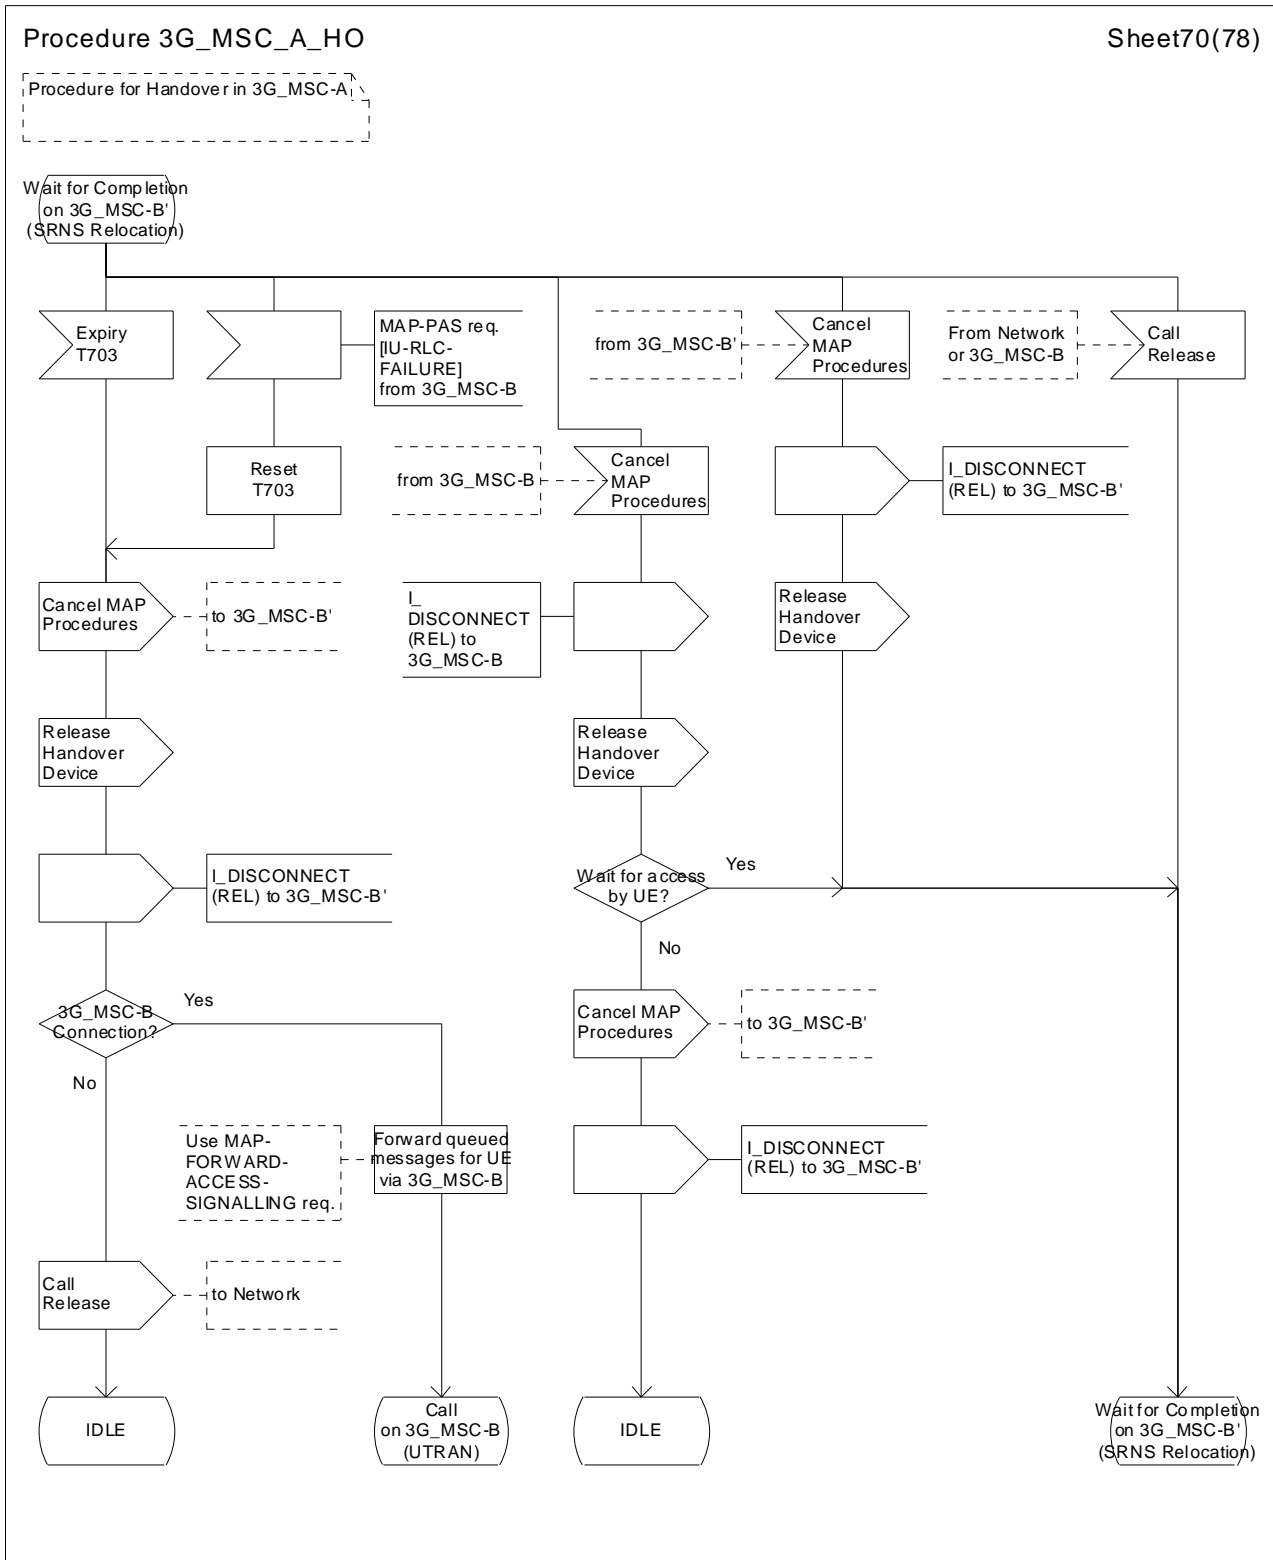 Procedure 3G_MSC_A_HO
Sheet70(78)
Procedure for Handover in 3G_MSC-A
Wait for Completion
on 3G_MSC-B'
(SRNS Relocation)
Expiry
T703
MAP-PAS req.
[IU-RLC-
FAILURE]
from 3G_MSC-B
from 3G_MSC-B'
Cancel
MAP
Procedures
From Network
or 3G_MSC-B
Call
Release
Reset
T703
from 3G_MSC-B
Cancel
MAP
Procedures
I_DISCONNECT
(REL) to 3G_MSC-B'
Cancel MAP
Procedures
to 3G_MSC-B'
I_
DISCONNECT
(REL) to
3G_MSC-B
Release
Handover
Device
Release
Handover
Device
Release
Handover
Device
I_DISCONNECT
(REL) to 3G_MSC-B'
Wait for access
by UE?
Yes
No
3G_MSC-B
Connection?
Yes
No
Cancel MAP
Procedures
to 3G_MSC-B'
Use MAP-
FORWARD-
ACCESS-
SIGNALLING req.
Forward queued
messages for UE
via 3G_MSC-B
I_DISCONNECT
(REL) to 3G_MSC-B'
Call
Release
to Network
IDLE
Call
on 3G_MSC-B
(UTRAN)
IDLE
Wait for Completion
on 3G_MSC-B'
(SRNS Relocation)